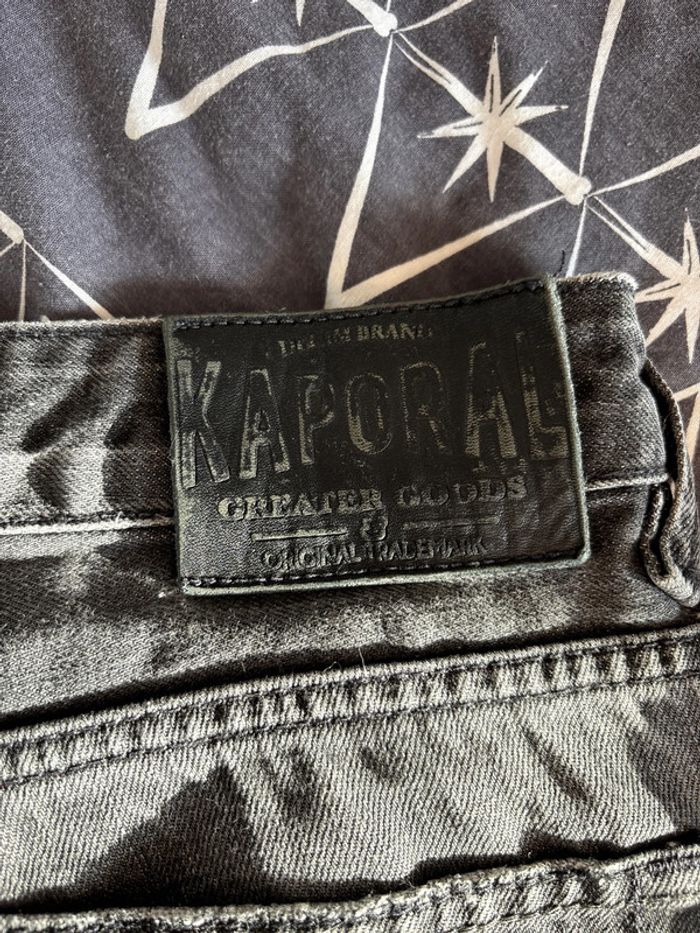 DENIM BRAND
KAPORAL
GREATER GOODS
ORIGINAL TRADEMARK